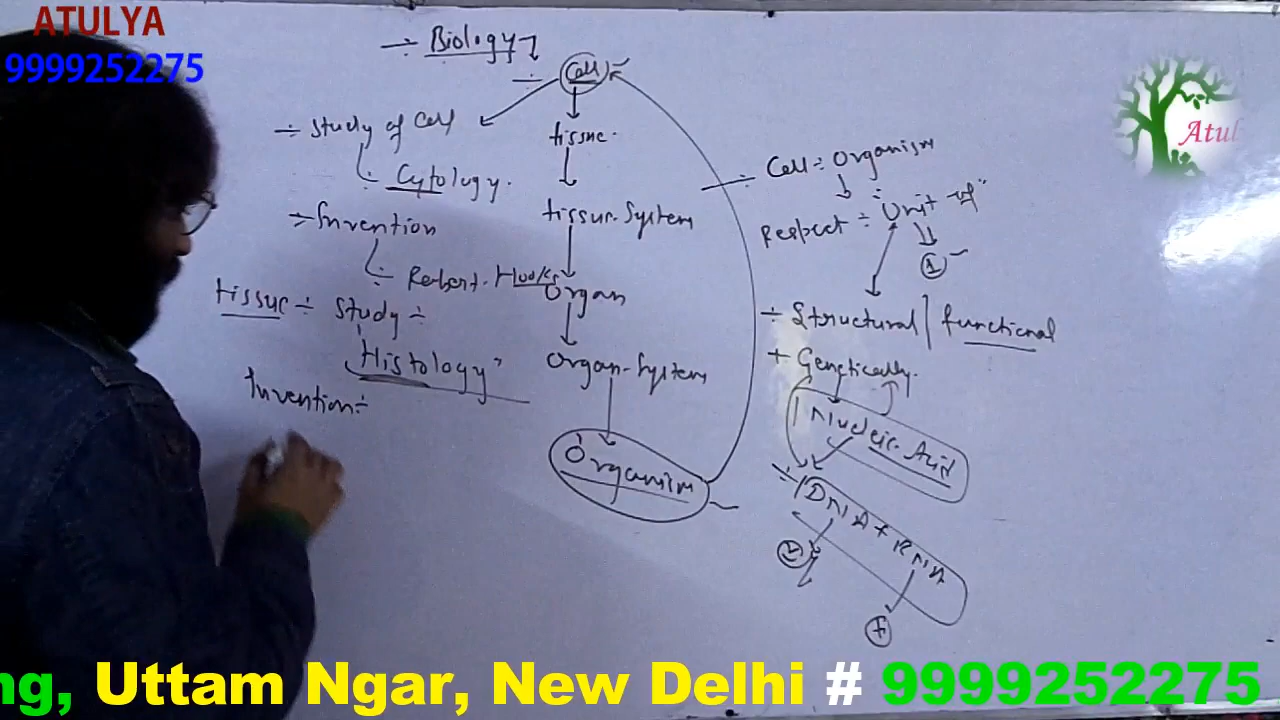 ATULYA
9999252275
÷ Biology
÷ Cell
÷ Study of Cell
÷ Cytology.
÷ Invention
÷ Robert. Hooks
tissue ÷ Study ÷
Histology"
Invention÷
tissue.
tissue-System
Organ
Organ-System
Organism
÷ Cell ÷ Organism
Respect ÷ Unit of"
1
÷ Structural | functional
+ Genetically.
Nucleic-Acid
÷ DNA + RNA
Atul
ng, Uttam Ngar, New Delhi # 9999252275